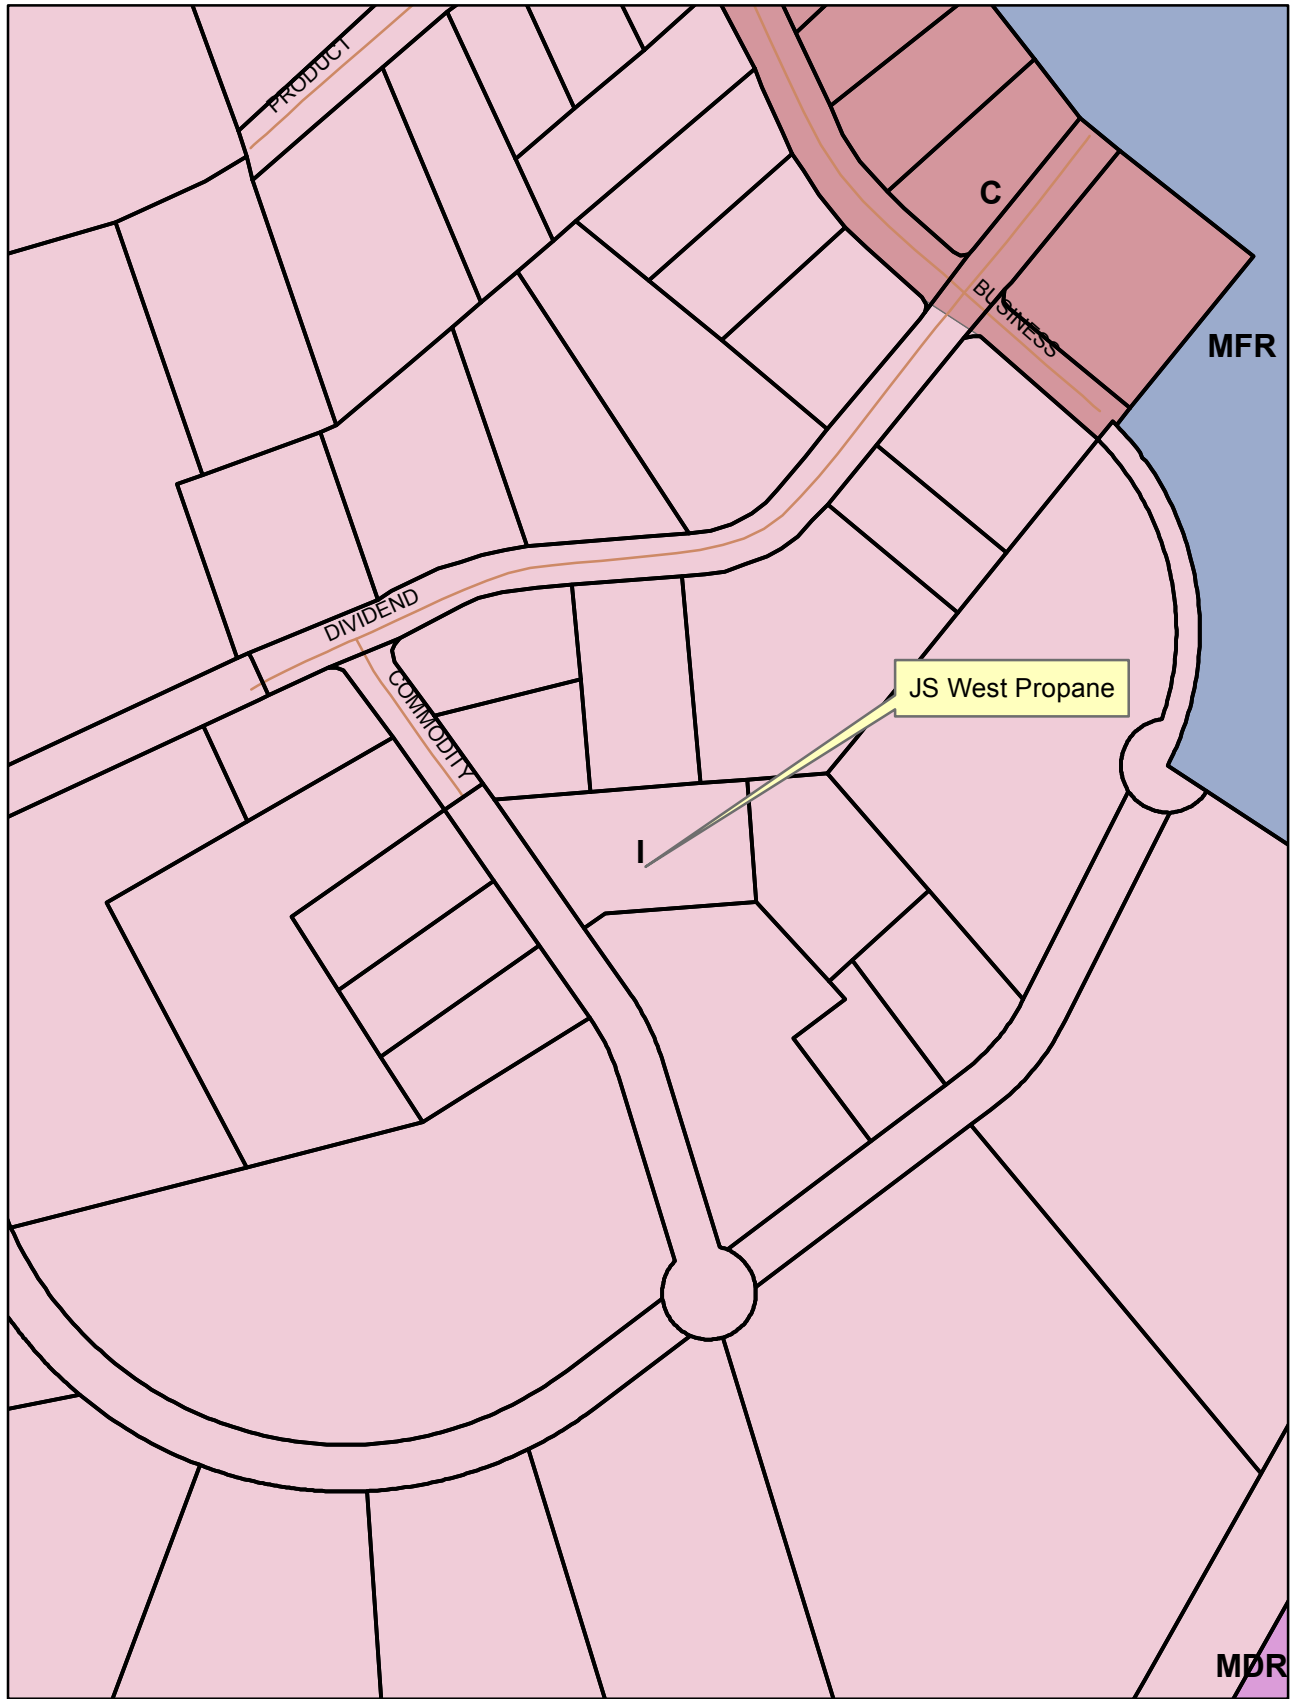 PRODUCT
C
BUSINESS
MFR
DIVIDEND
COMMODITY
JS West Propane
I
MDR